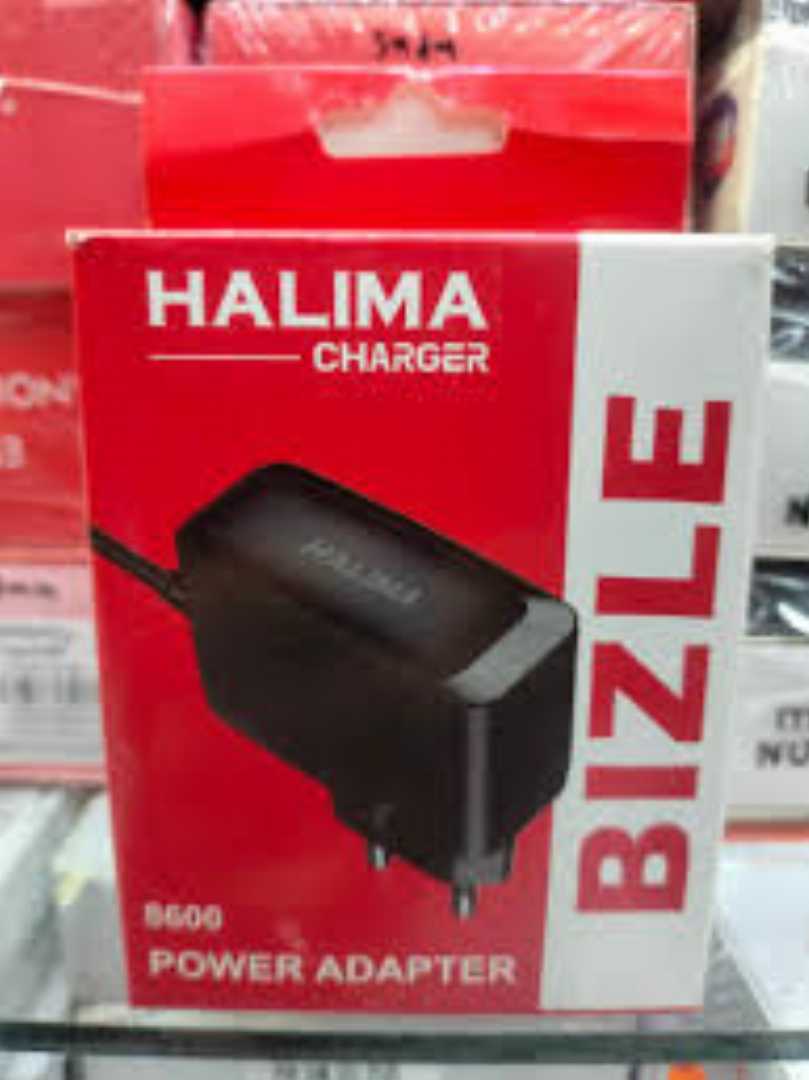 HALIMA
CHARGER
BIZLE
HALIMA
8600
POWER ADAPTER